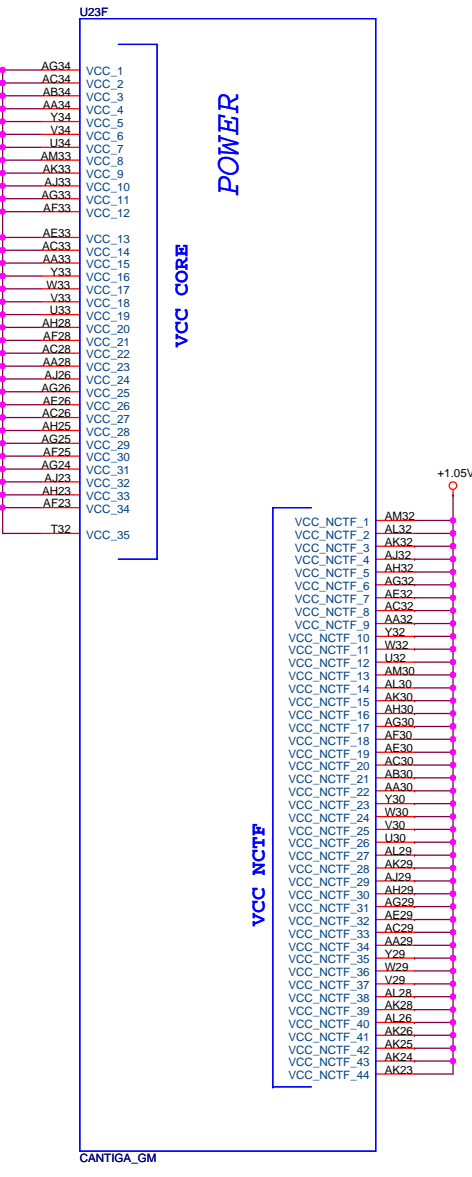 U23F
POWER
VCC CORE
AG34 VCC_1
AC34 VCC_2
AB34 VCC_3
AA34 VCC_4
Y34 VCC_5
V34 VCC_6
U34 VCC_7
AM33 VCC_8
AK33 VCC_9
AJ33 VCC_10
AG33 VCC_11
AF33 VCC_12
AE33 VCC_13
AC33 VCC_14
AA33 VCC_15
Y33 VCC_16
W33 VCC_17
V33 VCC_18
U33 VCC_19
AH28 VCC_20
AF28 VCC_21
AC28 VCC_22
AA28 VCC_23
AJ26 VCC_24
AG26 VCC_25
AE26 VCC_26
AC26 VCC_27
AH25 VCC_28
AG25 VCC_29
AF25 VCC_30
AG24 VCC_31
AJ23 VCC_32
AH23 VCC_33
AF23 VCC_34
T32 VCC_35
+1.05V
VCC NCTF
VCC_NCTF_1 AM32
VCC_NCTF_2 AL32
VCC_NCTF_3 AK32
VCC_NCTF_4 AJ32
VCC_NCTF_5 AH32
VCC_NCTF_6 AG32
VCC_NCTF_7 AE32
VCC_NCTF_8 AC32
VCC_NCTF_9 AA32
VCC_NCTF_10 Y32
VCC_NCTF_11 W32
VCC_NCTF_12 U32
VCC_NCTF_13 AM30
VCC_NCTF_14 AL30
VCC_NCTF_15 AK30
VCC_NCTF_16 AH30
VCC_NCTF_17 AG30
VCC_NCTF_18 AF30
VCC_NCTF_19 AE30
VCC_NCTF_20 AC30
VCC_NCTF_21 AB30
VCC_NCTF_22 AA30
VCC_NCTF_23 Y30
VCC_NCTF_24 W30
VCC_NCTF_25 V30
VCC_NCTF_26 U30
VCC_NCTF_27 AL29
VCC_NCTF_28 AK29
VCC_NCTF_29 AJ29
VCC_NCTF_30 AH29
VCC_NCTF_31 AG29
VCC_NCTF_32 AE29
VCC_NCTF_33 AC29
VCC_NCTF_34 AA29
VCC_NCTF_35 Y29
VCC_NCTF_36 W29
VCC_NCTF_37 V29
VCC_NCTF_38 AL28
VCC_NCTF_39 AK28
VCC_NCTF_40 AL26
VCC_NCTF_41 AK26
VCC_NCTF_42 AK25
VCC_NCTF_43 AK24
VCC_NCTF_44 AK23
CANTIGA_GM